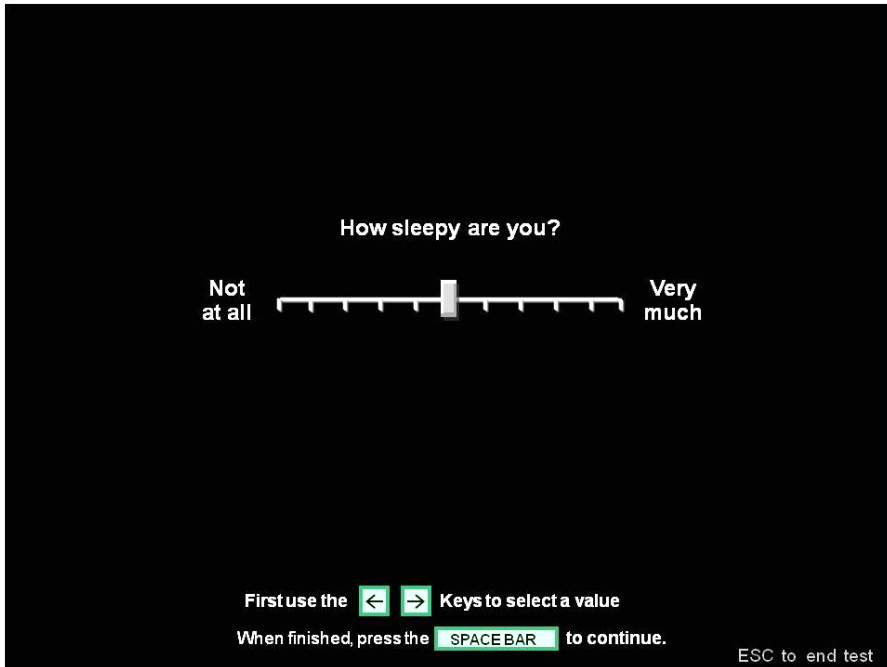 How sleepy are you?
Not at all
Very much
First use the ← → Keys to select a value
When finished, press the SPACE BAR to continue.
ESC to end test